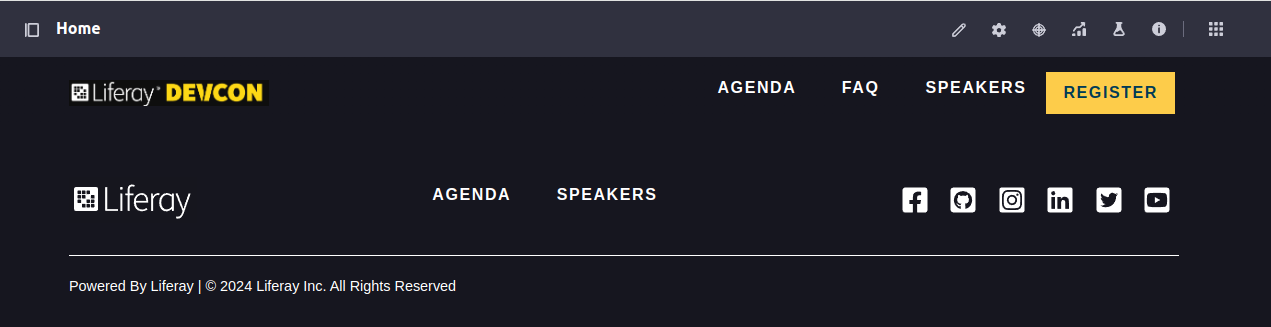 Home
Liferay® DEVCON AGENDA FAQ SPEAKERS REGISTER
Liferay AGENDA SPEAKERS
Powered By Liferay | © 2024 Liferay Inc. All Rights Reserved